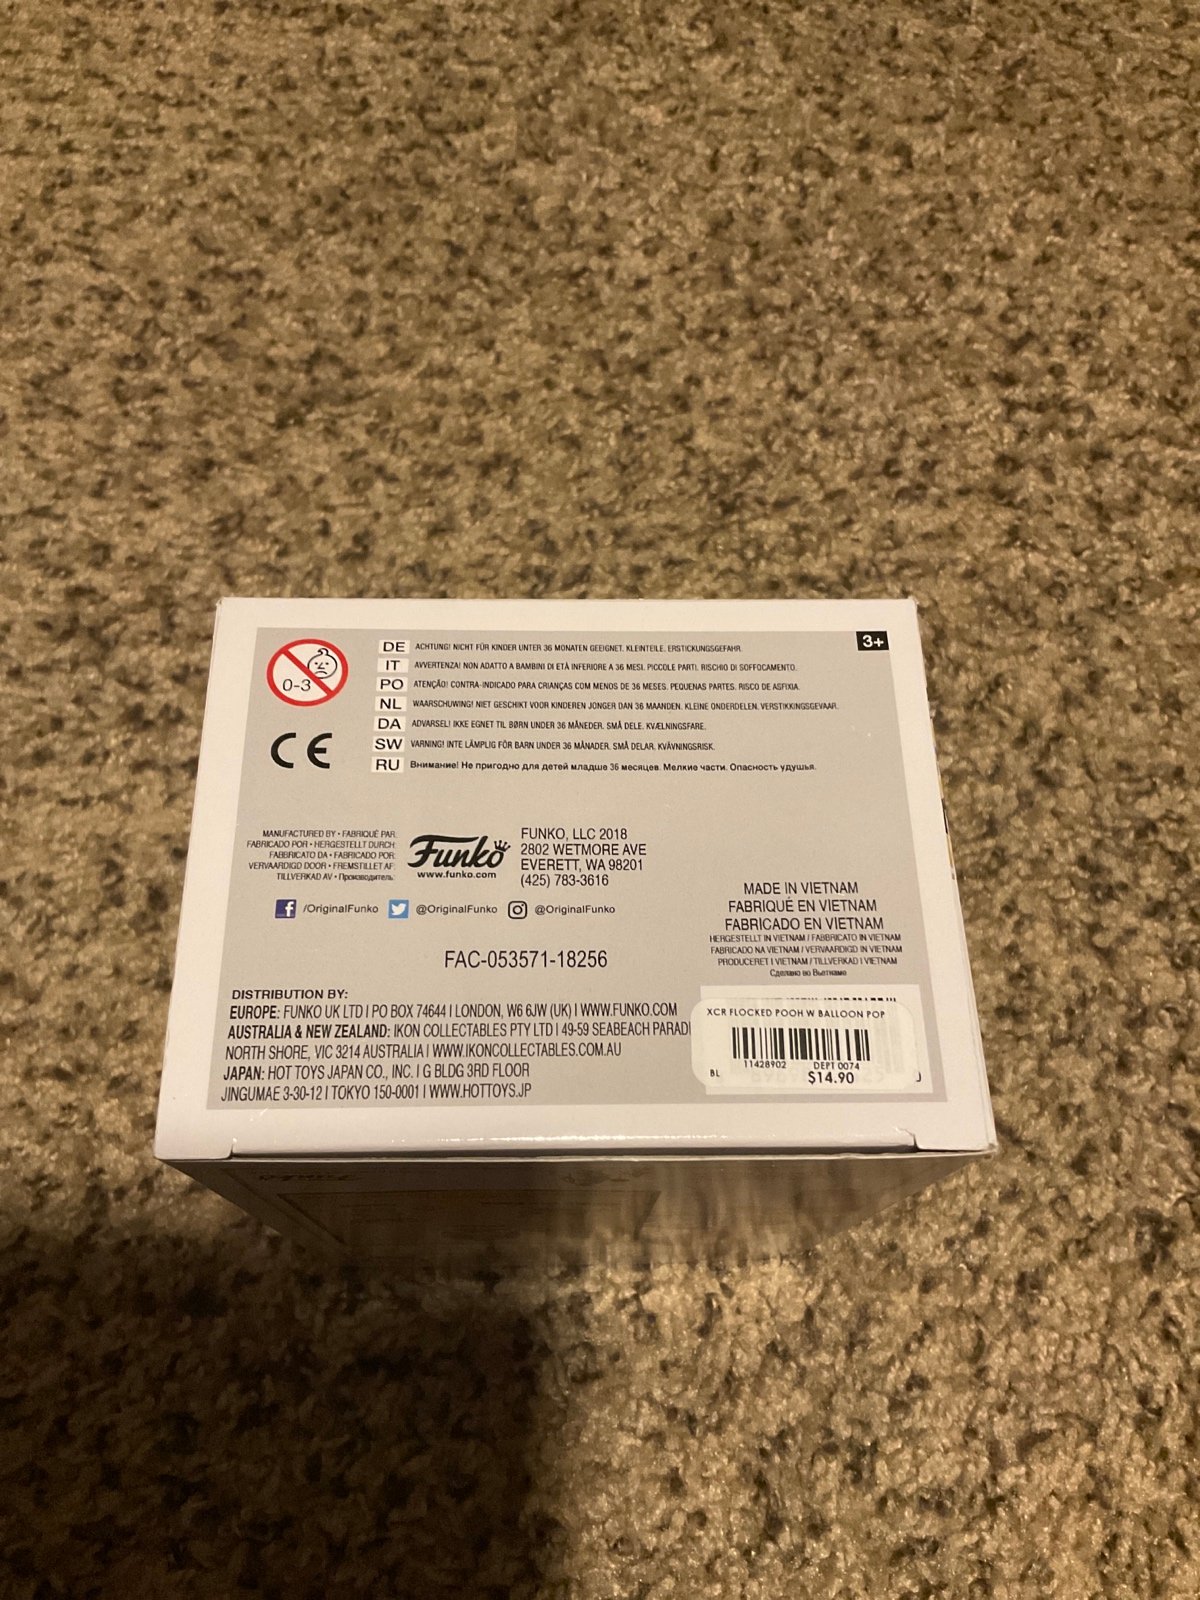 3+
0-3
CE
DE ACHTUNG! NICHT FÜR KINDER UNTER 36 MONATEN GEEIGNET. KLEINTEILE. ERSTICKUNGSGEFAHR.
IT AVVERTENZA! NON ADATTO A BAMBINI DI ETÀ INFERIORE A 36 MESI. PICCOLE PARTI. RISCHIO DI SOFFOCAMENTO.
PO ATENÇÃO! CONTRA-INDICADO PARA CRIANÇAS COM MENOS DE 36 MESES. PEQUENAS PARTES. RISCO DE ASFIXIA.
NL WAARSCHUWING! NIET GESCHIKT VOOR KINDEREN JONGER DAN 36 MAANDEN. KLEINE ONDERDELEN. VERSTIKKINGSGEVAAR.
DA ADVARSEL! IKKE EGNET TIL BØRN UNDER 36 MÅNEDER. SMÅ DELE. KVÆLNINGSFARE.
SW VARNING! INTE LÄMPLIG FÖR BARN UNDER 36 MÅNADER. SMÅ DELAR. KVÄVNINGSRISK.
RU Внимание! Не пригодно для детей младше 36 месяцев. Мелкие части. Опасность удушья.
MANUFACTURED BY • FABRIQUÉ PAR:
FABRICADO POR • HERGESTELLT DURCH:
FABBRICATO DA • FABRICADO POR:
VERVAARDIGD DOOR • FREMSTILLET AF:
TILLVERKAD AV • Производитель:
Funko
www.funko.com
FUNKO, LLC 2018
2802 WETMORE AVE
EVERETT, WA 98201
(425) 783-3616
/OriginalFunko @OriginalFunko @OriginalFunko
FAC-053571-18256
MADE IN VIETNAM
FABRIQUÉ EN VIETNAM
FABRICADO EN VIETNAM
HERGESTELLT IN VIETNAM / FABBRICATO IN VIETNAM
FABRICADO NA VIETNAM / VERVAARDIGD IN VIETNAM
PRODUCERET I VIETNAM / TILLVERKAD I VIETNAM
Сделано во Вьетнаме
DISTRIBUTION BY:
EUROPE: FUNKO UK LTD I PO BOX 74644 I LONDON, W6 6JW (UK) I WWW.FUNKO.COM
AUSTRALIA & NEW ZEALAND: IKON COLLECTABLES PTY LTD I 49-59 SEABEACH PARADI
NORTH SHORE, VIC 3214 AUSTRALIA I WWW.IKONCOLLECTABLES.COM.AU
JAPAN: HOT TOYS JAPAN CO., INC. I G BLDG 3RD FLOOR
JINGUMAE 3-30-12 I TOKYO 150-0001 I WWW.HOTTOYS.JP
XCR FLOCKED POOH W BALLOON POP
11428902 DEPT 0074
BL $14.90